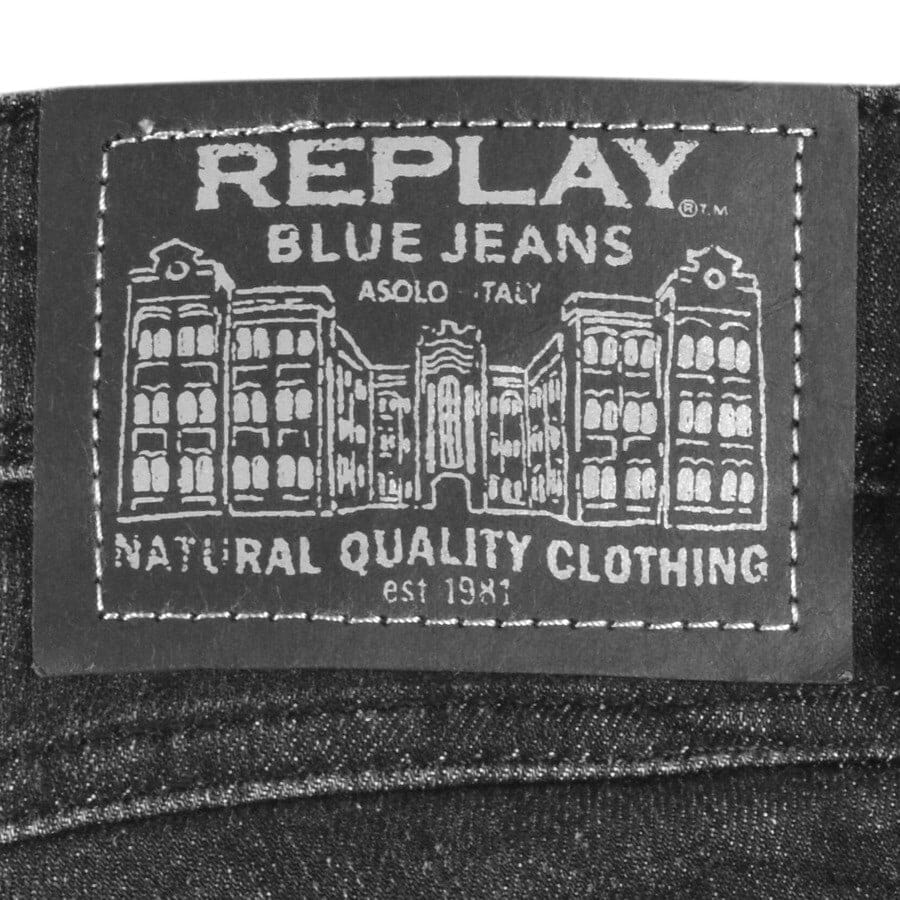 REPLAY
® T.M
BLUE JEANS
ASOLO - ITALY
NATURAL QUALITY CLOTHING
est 1981